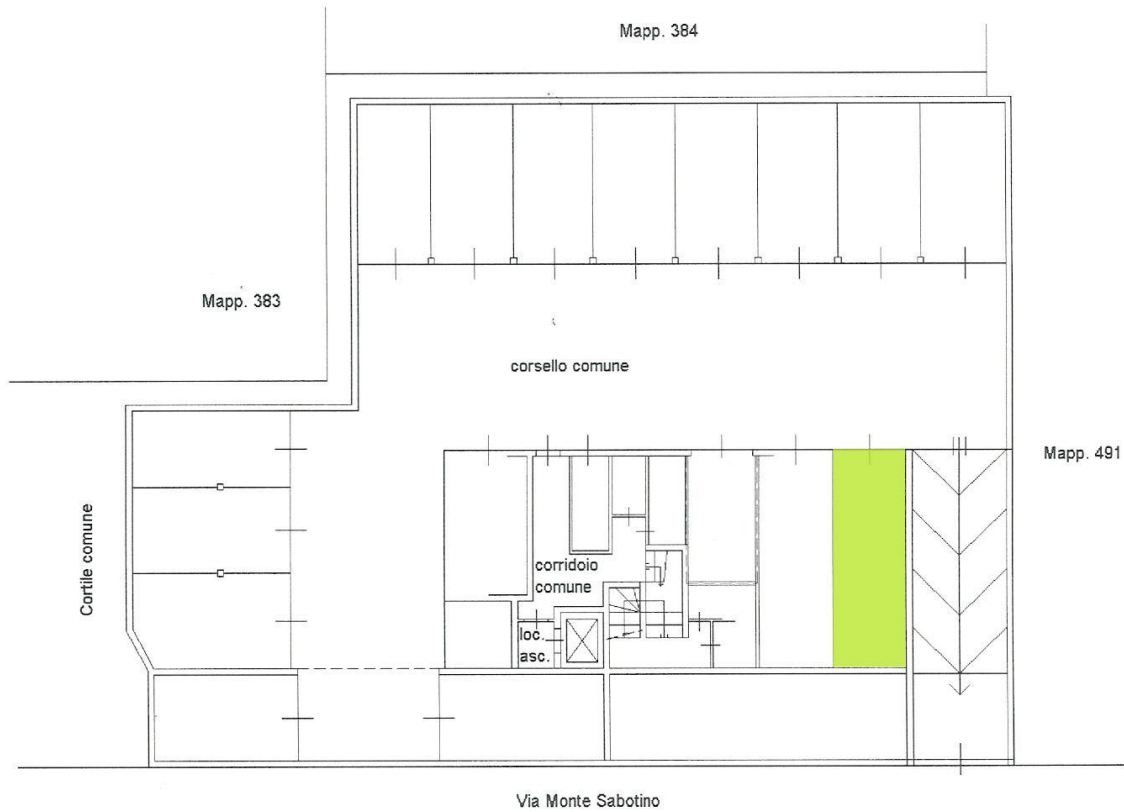 Mapp. 384
Mapp. 383
corsello comune
Mapp. 491
Cortile comune
corridoio
comune
loc.
asc.
Via Monte Sabotino